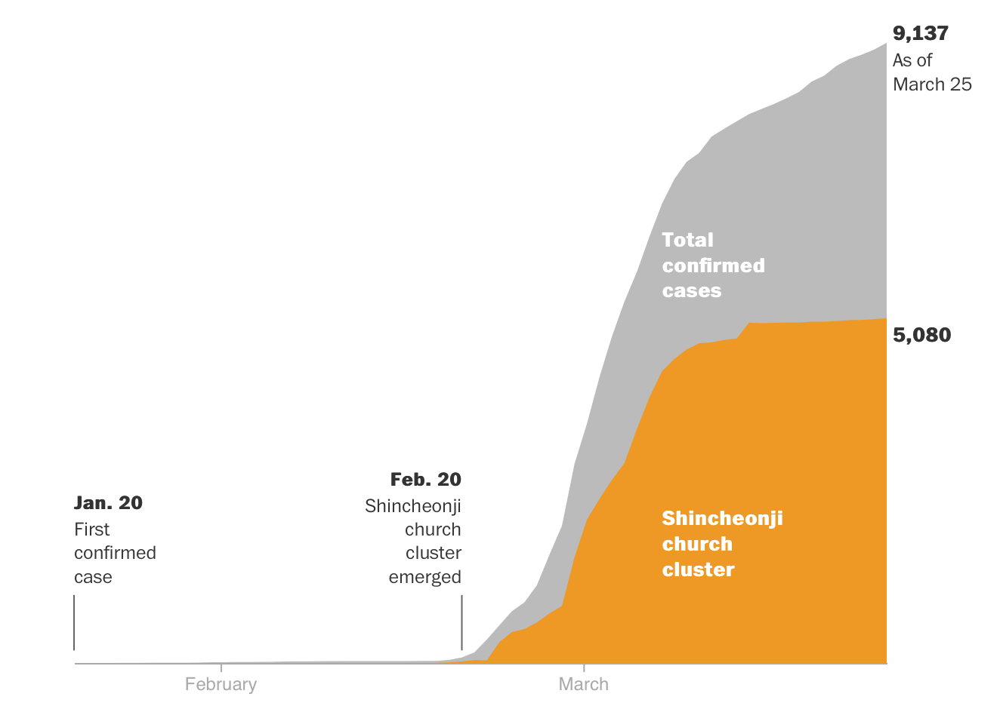 9,137
As of
March 25
Total
confirmed
cases
5,080
Feb. 20
Shincheonji
church
cluster
emerged
Jan. 20
First
confirmed
case
Shincheonji
church
cluster
February
March